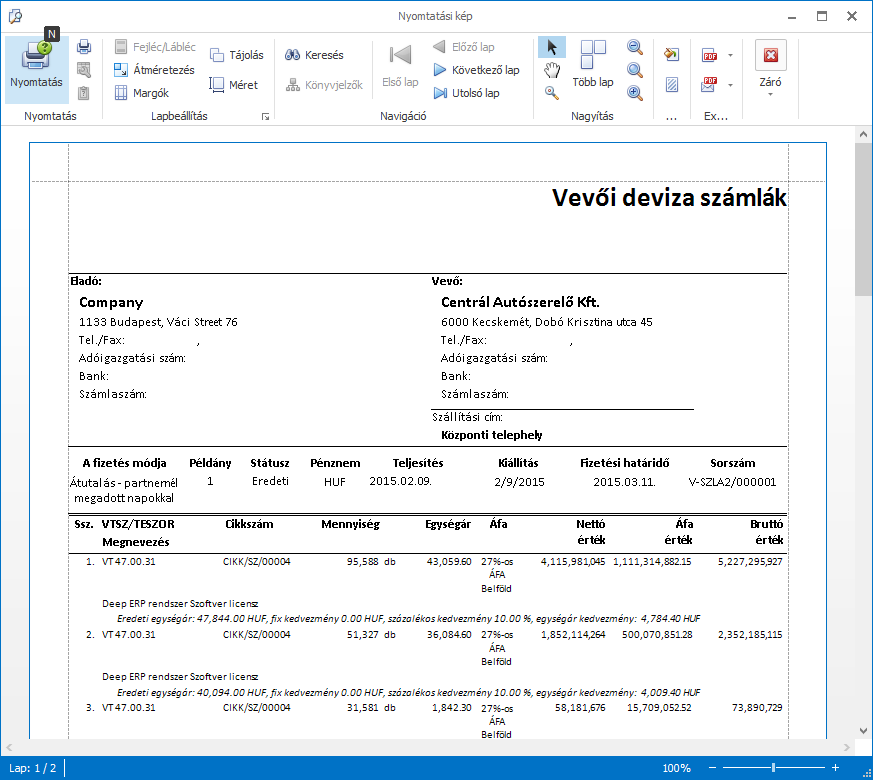 Nyomtatási kép
N
Nyomtatás
Fejléc/Lábléc
Átméretezés
Margók
Tájolás
Méret
Keresés
Könyvjelzők
Első lap
Előző lap
Következő lap
Utolsó lap
Több lap
PDF
PDF
Záró
Nyomtatás
Lapbeállítás
Navigáció
Nagyítás
...
Ex...
Vevői deviza számlák
Eladó: Vevő:
Company Centrál Autószerelő Kft.
1133 Budapest, Váci Street 76 6000 Kecskemét, Dobó Krisztina utca 45
Tel./Fax: , Tel./Fax: ,
Adóigazgatási szám: Adóigazgatási szám:
Bank: Bank:
Számlaszám: Számlaszám:
Szállítási cím:
Központi telephely
A fizetés módja Példány Státusz Pénznem Teljesítés Kiállítás Fizetési határidő Sorszám
Átutalás - partnernél 1 Eredeti HUF 2015.02.09. 2/9/2015 2015.03.11. V-SZLA2/000001
megadott napokkal
Ssz. VTSZ/TESZOR Cikkszám Mennyiség Egységár Áfa Nettó Áfa Bruttó
Megnevezés érték érték érték
1. VT 47.00.31 CIKK/SZ/00004 95,588 db 43,059.60 27%-os 4,115,981,045 1,111,314,882.15 5,227,295,927
ÁFA
Belföld
Deep ERP rendszer Szoftver licensz
Eredeti egységár: 47,844.00 HUF, fix kedvezmény 0.00 HUF, százalékos kedvezmény 10.00 %, egységár kedvezmény: 4,784.40 HUF
2. VT 47.00.31 CIKK/SZ/00004 51,327 db 36,084.60 27%-os 1,852,114,264 500,070,851.28 2,352,185,115
ÁFA
Belföld
Deep ERP rendszer Szoftver licensz
Eredeti egységár: 40,094.00 HUF, fix kedvezmény 0.00 HUF, százalékos kedvezmény 10.00 %, egységár kedvezmény: 4,009.40 HUF
3. VT 47.00.31 CIKK/SZ/00004 31,581 db 1,842.30 27%-os 58,181,676 15,709,052.52 73,890,729
ÁFA
Belföld
Lap: 1 / 2 100%